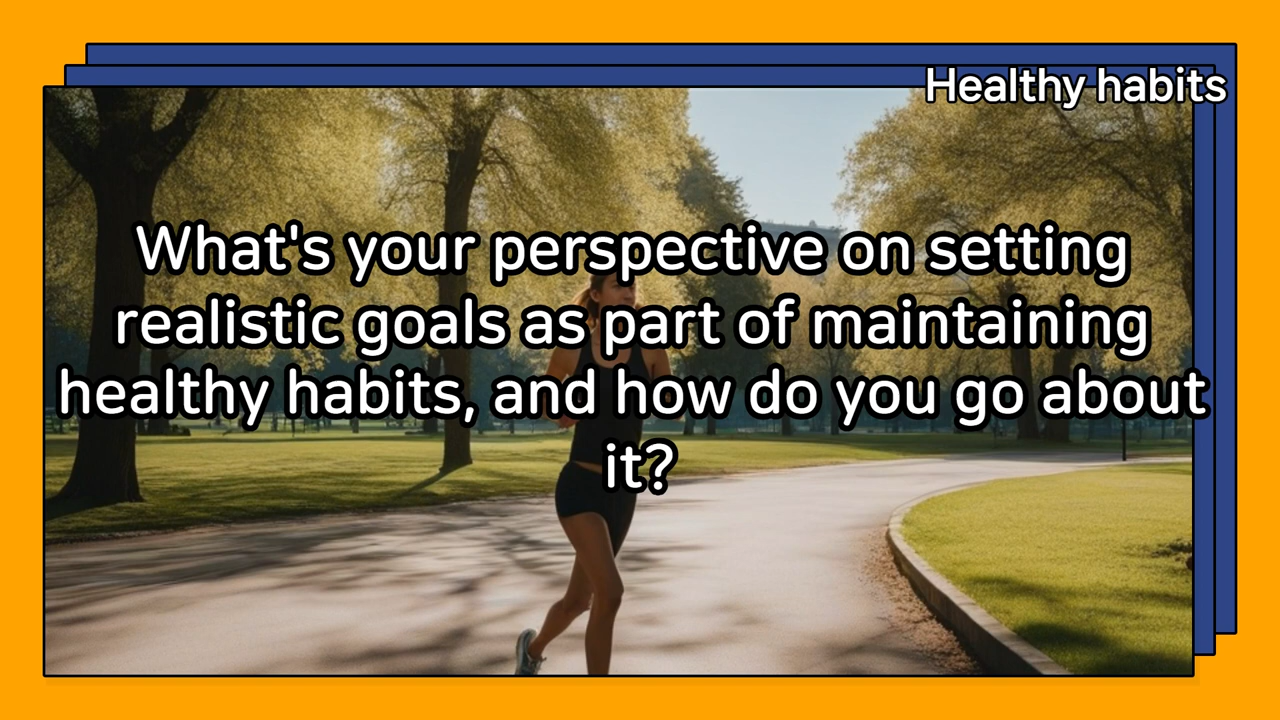 Healthy habits
What's your perspective on setting
realistic goals as part of maintaining
healthy habits, and how do you go about
it?